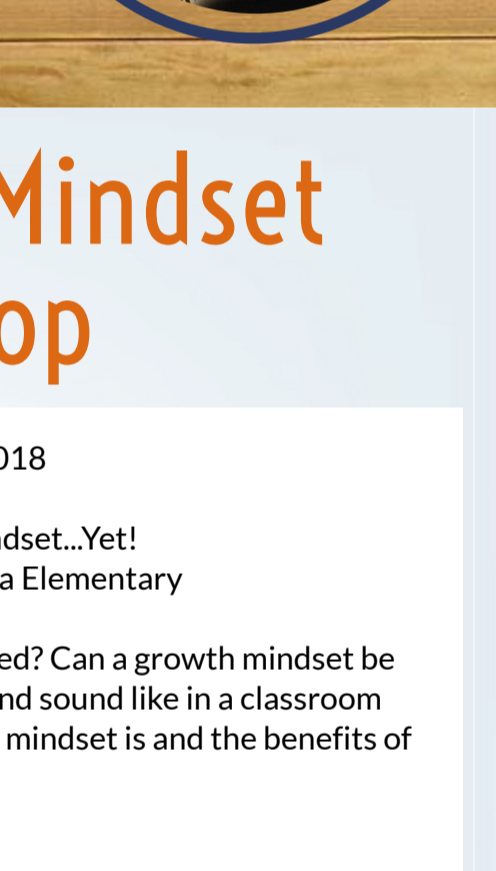 Mindset
op
018
dset...Yet!
a Elementary
ed? Can a growth mindset be
nd sound like in a classroom
mindset is and the benefits of